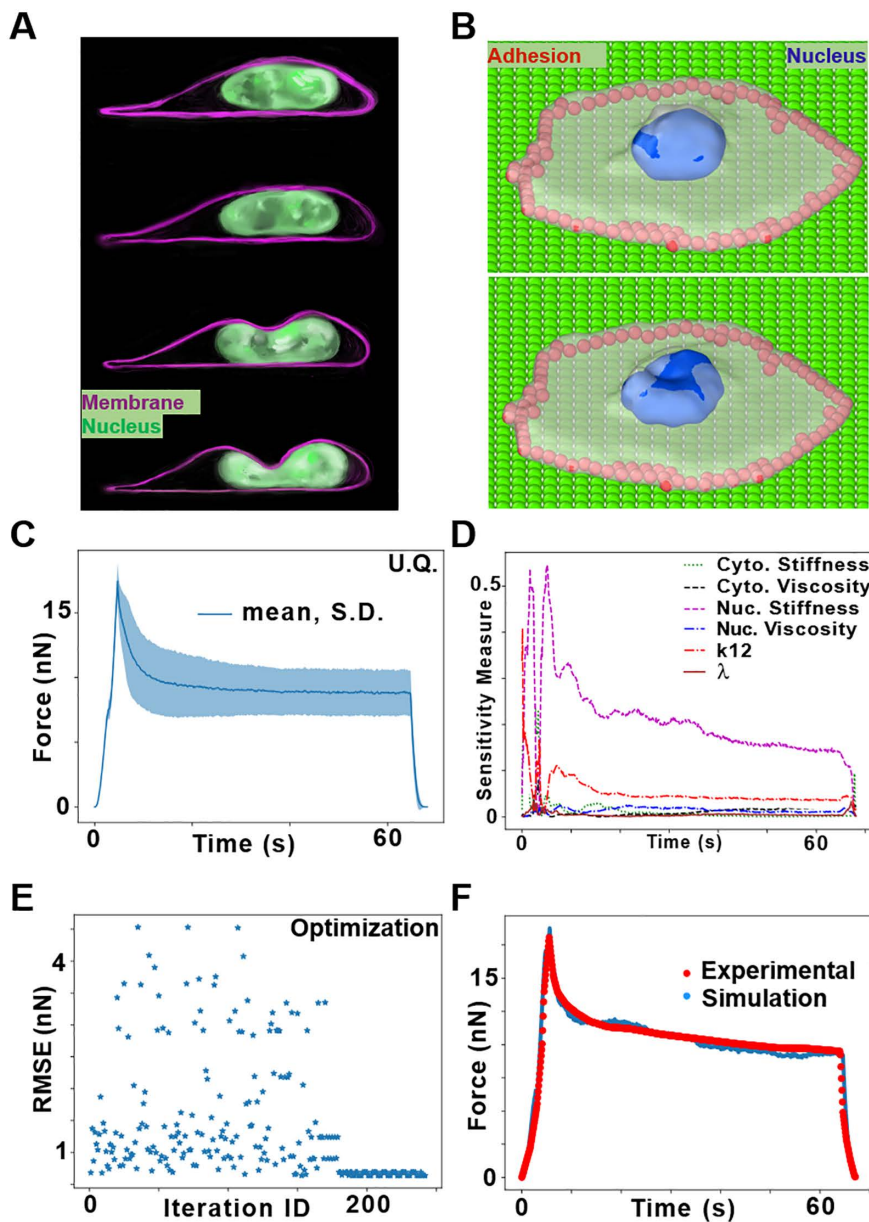 A
Membrane
Nucleus
B
Adhesion
Nucleus
C
U.Q.
mean, S.D.
Force (nN)
15
0
0
60
Time (s)
D
Cyto. Stiffness
Cyto. Viscosity
Nuc. Stiffness
Nuc. Viscosity
k12
λ
Sensitivity Measure
0.5
0
0
60
Time (s)
E
Optimization
RMSE (nN)
4
1
0
200
Iteration ID
F
Experimental
Simulation
Force (nN)
15
0
0
60
Time (s)